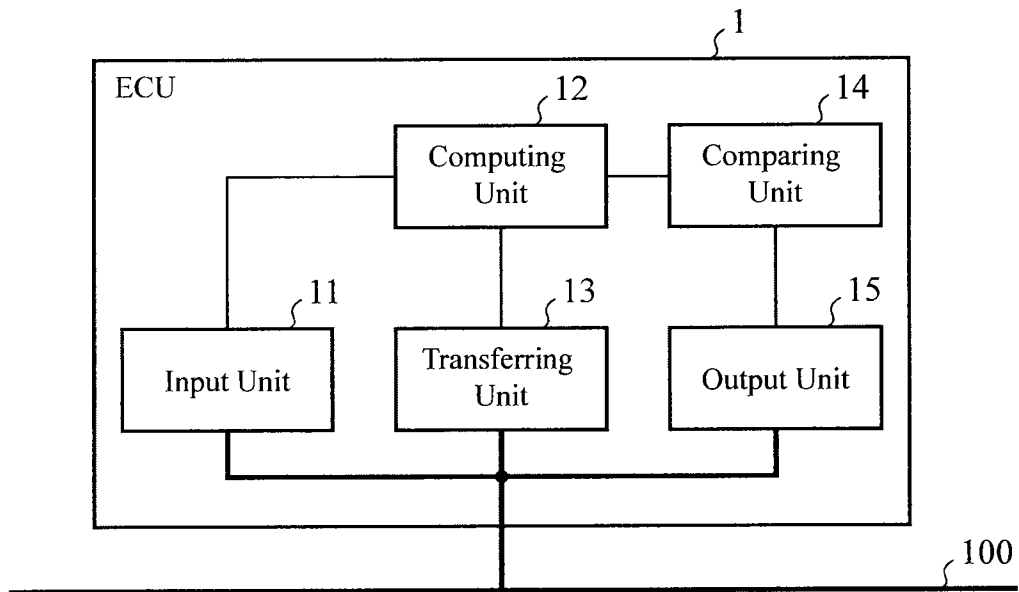 1
ECU
12
14
Computing
Unit
Comparing
Unit
11
13
15
Input Unit
Transferring
Unit
Output Unit
100